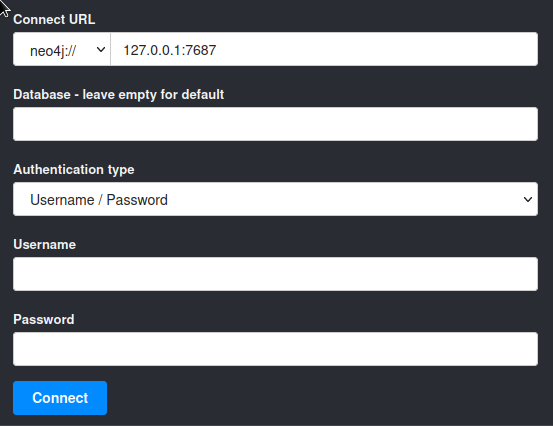 Connect URL
neo4j:// 127.0.0.1:7687
Database - leave empty for default
Authentication type
Username / Password
Username
Password
Connect